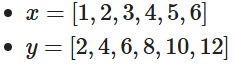 • x = [1, 2, 3, 4, 5, 6]
• y = [2, 4, 6, 8, 10, 12]